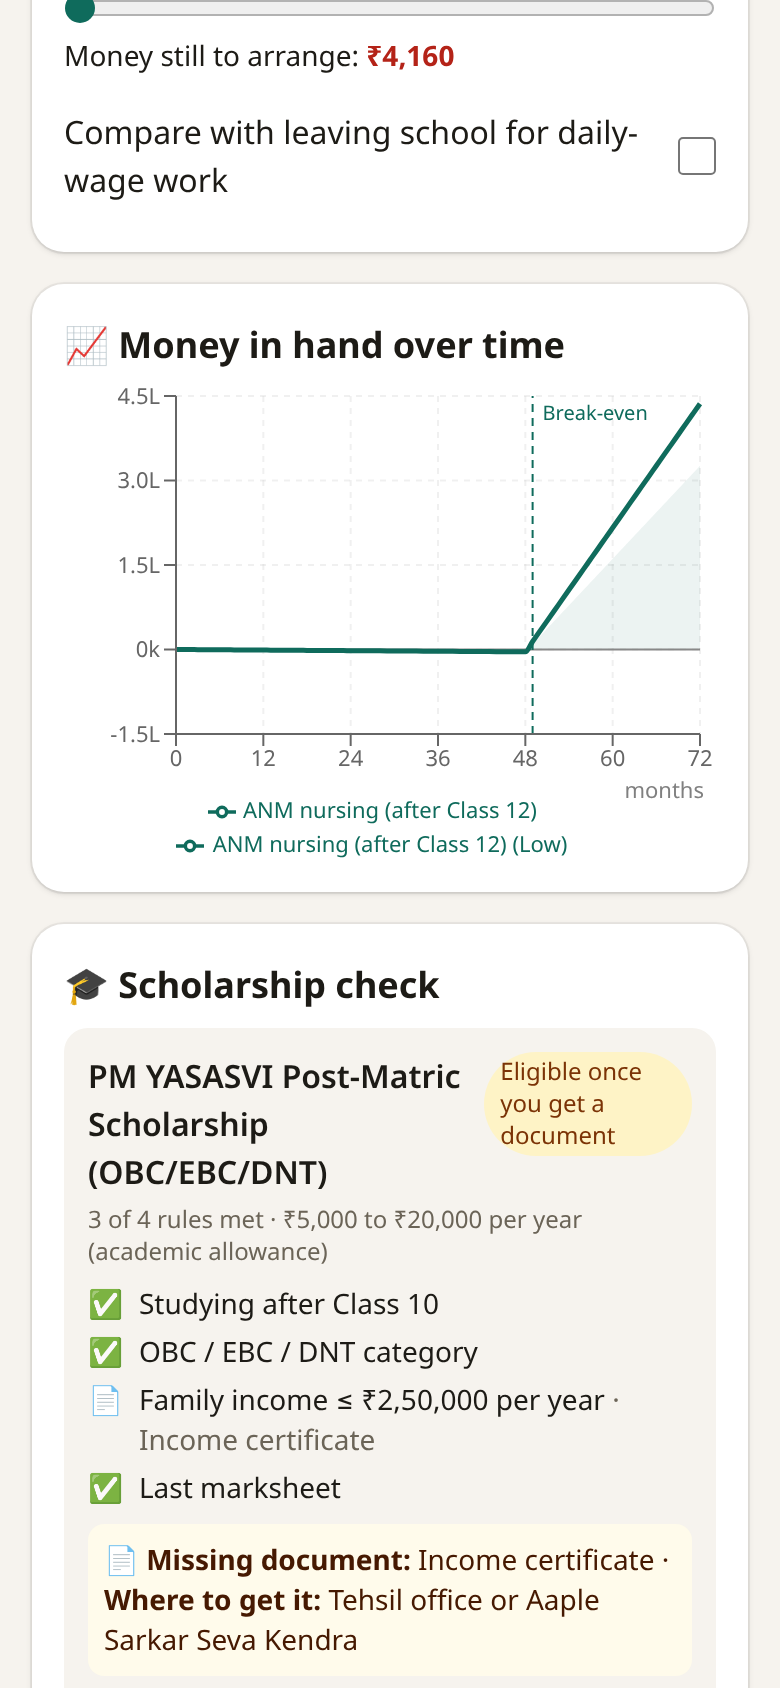 Money still to arrange: ₹4,160
Compare with leaving school for daily-
wage work
📈 Money in hand over time
4.5L
3.0L
1.5L
0k
-1.5L
Break-even
0 12 24 36 48 60 72
months
ANM nursing (after Class 12)
ANM nursing (after Class 12) (Low)
🎓 Scholarship check
PM YASASVI Post-Matric
Scholarship
(OBC/EBC/DNT)
Eligible once
you get a
document
3 of 4 rules met · ₹5,000 to ₹20,000 per year
(academic allowance)
✅ Studying after Class 10
✅ OBC / EBC / DNT category
📄 Family income ≤ ₹2,50,000 per year ·
Income certificate
✅ Last marksheet
📄 Missing document: Income certificate ·
Where to get it: Tehsil office or Aaple
Sarkar Seva Kendra